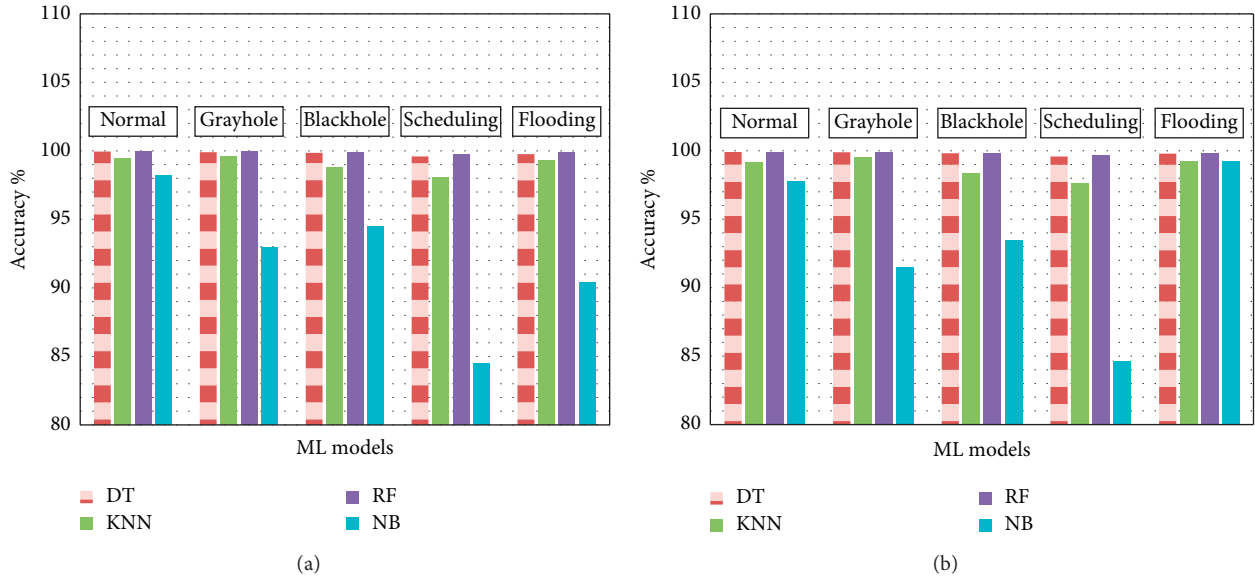 110
105
100
95
90
85
80
Accuracy %
Normal
Grayhole
Blackhole
Scheduling
Flooding
ML models
DT
KNN
RF
NB
(a)
110
105
100
95
90
85
80
Accuracy %
Normal
Grayhole
Blackhole
Scheduling
Flooding
ML models
DT
KNN
RF
NB
(b)